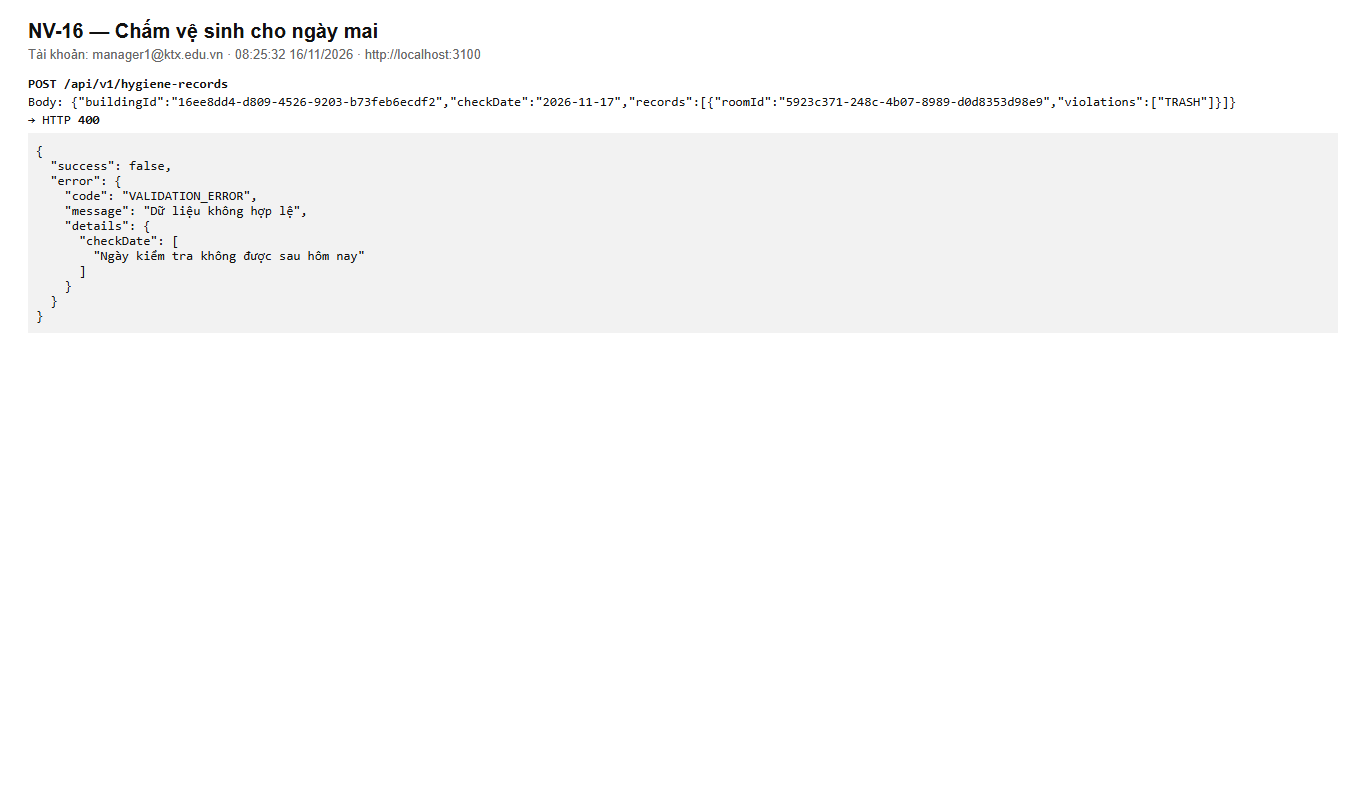 NV-16 — Chấm vệ sinh cho ngày mai
Tài khoản: manager1@ktx.edu.vn · 08:25:32 16/11/2026 · http://localhost:3100
POST /api/v1/hygiene-records
Body: {"buildingId":"16ee8dd4-d809-4526-9203-b73feb6ecdf2","checkDate":"2026-11-17","records":[{"roomId":"5923c371-248c-4b07-8989-d0d8353d98e9","violations":["TRASH"]}]}
→ HTTP 400
{
  "success": false,
  "error": {
    "code": "VALIDATION_ERROR",
    "message": "Dữ liệu không hợp lệ",
    "details": {
      "checkDate": [
        "Ngày kiểm tra không được sau hôm nay"
      ]
    }
  }
}